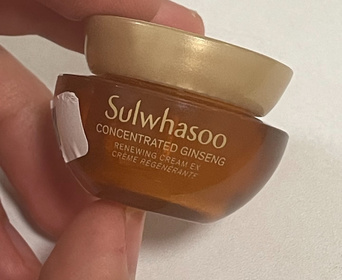 Sulwhasoo
CONCENTRATED GINSENG
RENEWING CREAM EX
CRÈME RÉGÉNÉRANTE